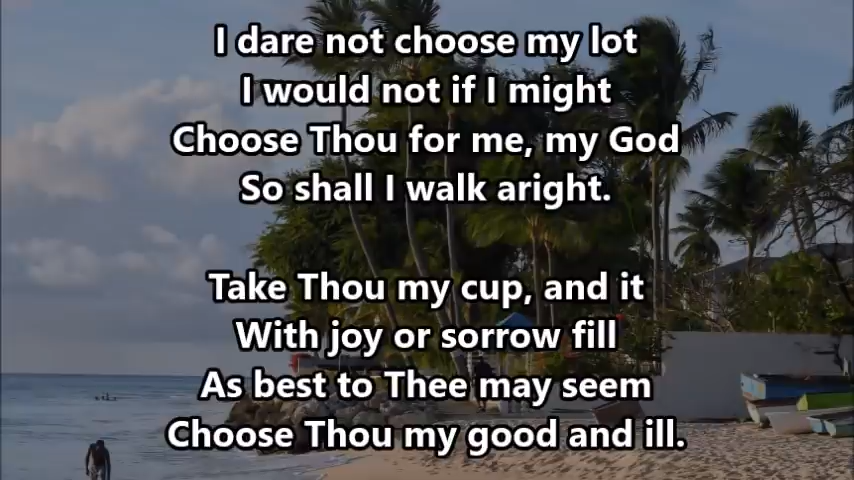 I dare not choose my lot
I would not if I might
Choose Thou for me, my God
So shall I walk aright.
Take Thou my cup, and it
With joy or sorrow fill
As best to Thee may seem
Choose Thou my good and ill.